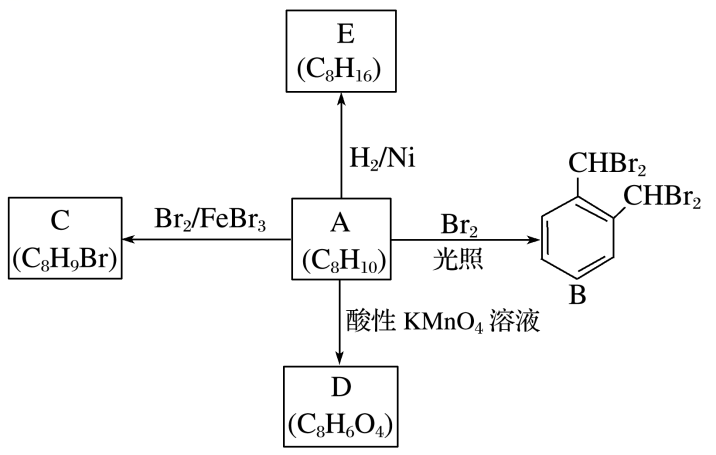 E
(C₈H₁₆)
H₂/Ni
CHBr₂
CHBr₂
C
(C₈H₉Br)
Br₂/FeBr₃
A
(C₈H₁₀)
Br₂
光照
B
酸性 KMnO₄ 溶液
D
(C₈H₆O₄)